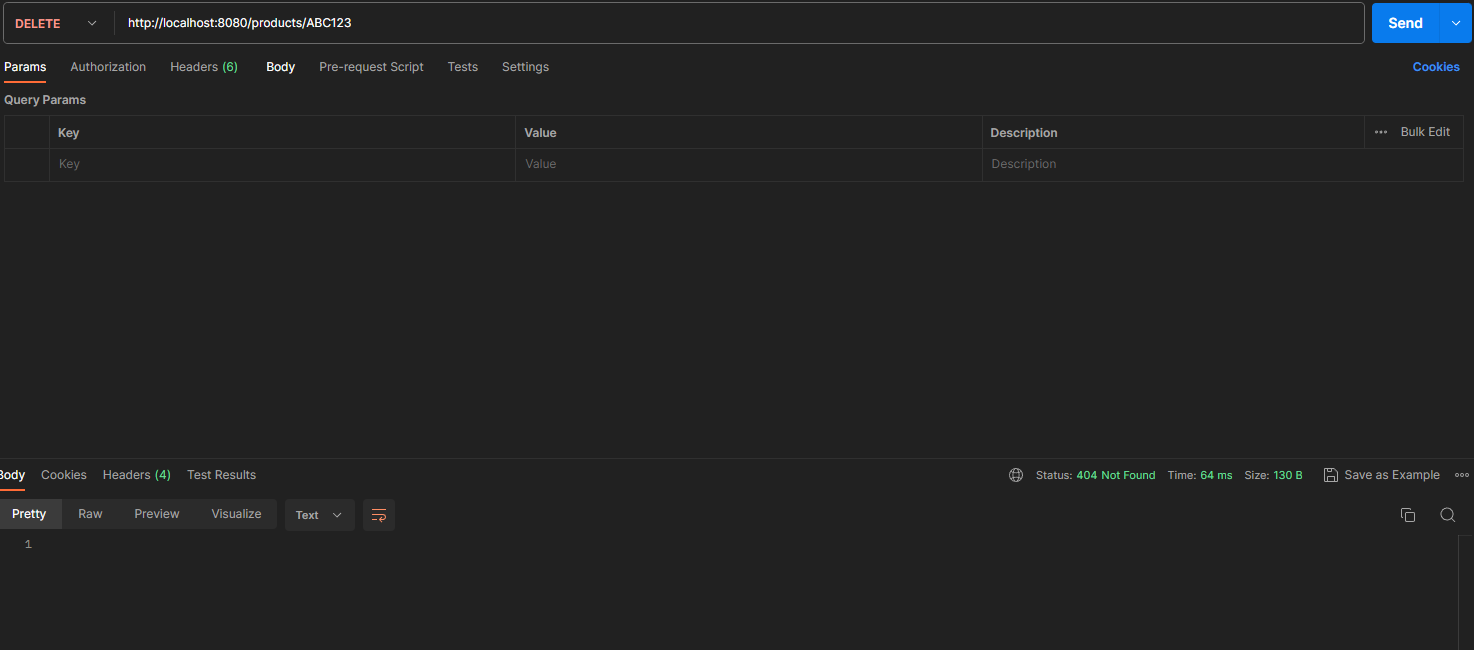 DELETE http://localhost:8080/products/ABC123 Send
Params Authorization Headers (6) Body Pre-request Script Tests Settings Cookies
Query Params
Key Value Description ••• Bulk Edit
Key Value Description
Body Cookies Headers (4) Test Results Status: 404 Not Found Time: 64 ms Size: 130 B Save as Example
Pretty Raw Preview Visualize Text
1